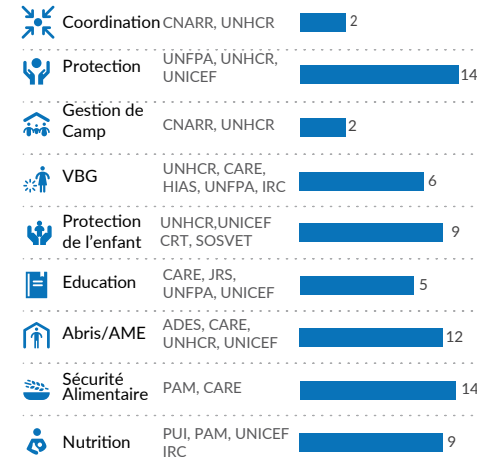 Coordination CNARR, UNHCR 2
Protection UNFPA, UNHCR,
UNICEF 14
Gestion de
Camp CNARR, UNHCR 2
VBG UNHCR, CARE,
HIAS, UNFPA, IRC 6
Protection UNHCR,UNICEF
de l'enfant CRT, SOSVET 9
Education CARE, JRS,
UNFPA, UNICEF 5
Abris/AME ADES, CARE,
UNHCR, UNICEF 12
Sécurité
Alimentaire PAM, CARE 14
Nutrition PUI, PAM, UNICEF
IRC 9